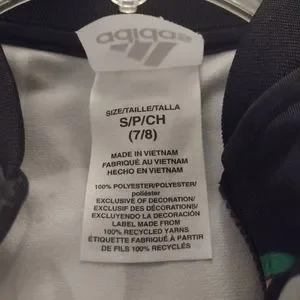 adidas
SIZE/TAILLE/TALLA
S/P/CH
(7/8)
MADE IN VIETNAM
FABRIQUÉ AU VIETNAM
HECHO EN VIETNAM
100% POLYESTER/POLYESTER/
poliéster
EXCLUSIVE OF DECORATION/
EXCLUSIF DES DÉCORATIONS/
EXCLUYENDO LA DECORACIÓN
LABEL MADE FROM
100% RECYCLED YARNS
ÉTIQUETTE FABRIQUÉ À PARTIR
DE FILS 100% RECYCLÉS